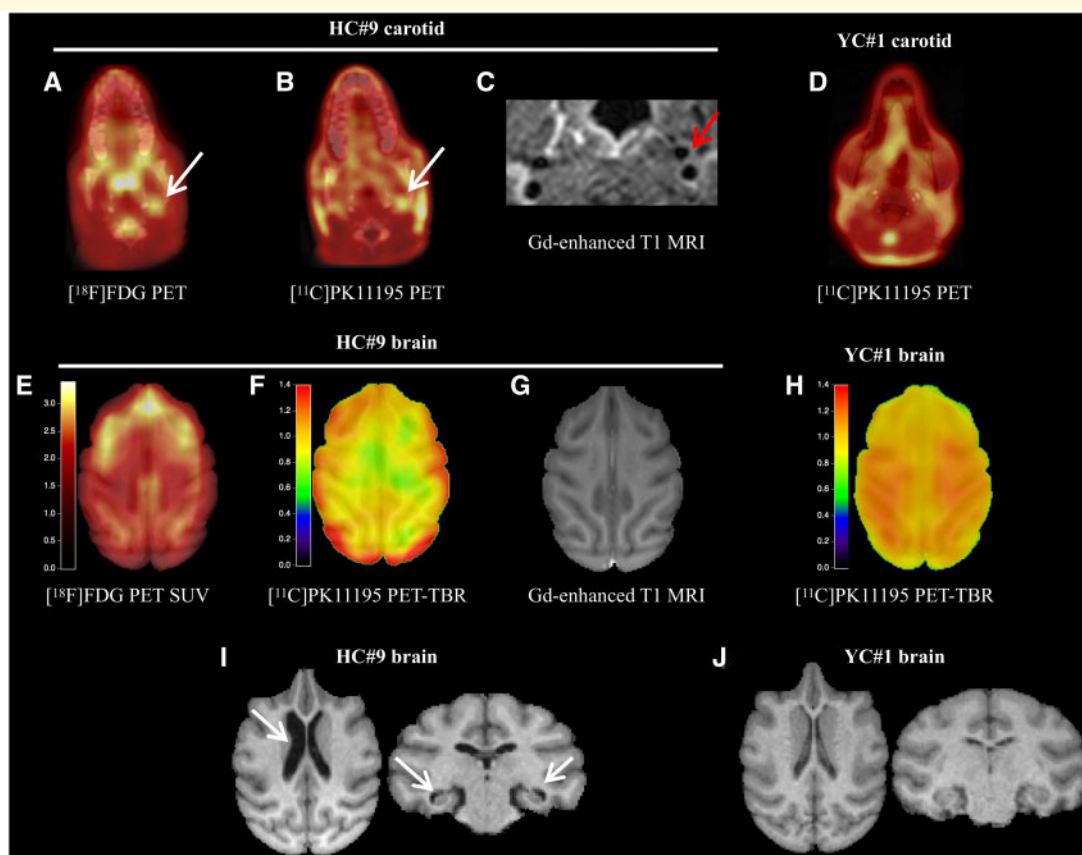 HC#9 carotid
YC#1 carotid
A
B
C
D
Gd-enhanced T1 MRI
[¹⁸F]FDG PET
[¹¹C]PK11195 PET
[¹¹C]PK11195 PET
HC#9 brain
YC#1 brain
E
F
G
H
3.0
2.5
2.0
1.5
1.0
0.5
0.0
1.4
1.2
1.0
0.8
0.6
0.4
0.2
0.0
1.4
1.2
1.0
0.8
0.6
0.4
0.2
0.0
[¹⁸F]FDG PET SUV
[¹¹C]PK11195 PET-TBR
Gd-enhanced T1 MRI
[¹¹C]PK11195 PET-TBR
I
HC#9 brain
J
YC#1 brain